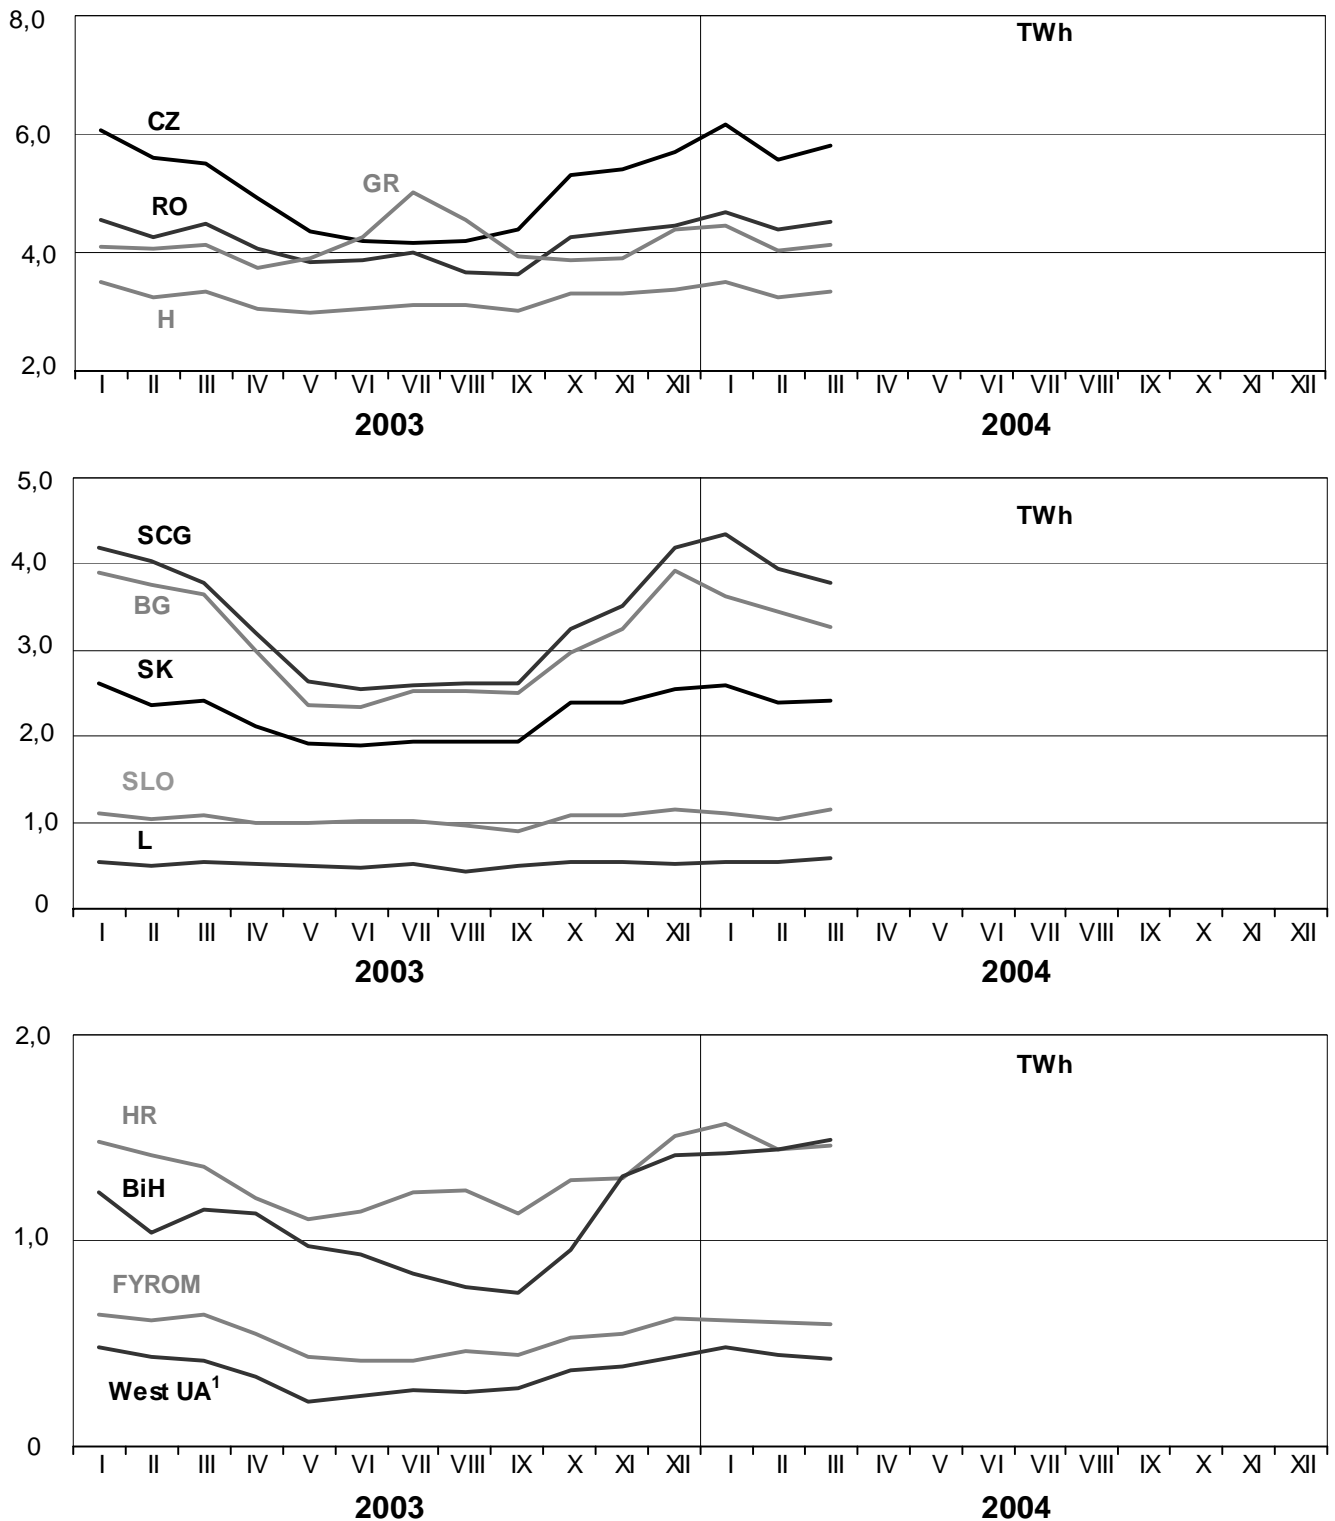 8,0
TWh
CZ
6,0
GR
RO
4,0
H
2,0
I II III IV V VI VII VIII IX X XI XII I II III IV V VI VII VIII IX X XI XII
2003 2004
5,0
TWh
SCG
4,0
BG
3,0
SK
2,0
SLO
1,0
L
0
I II III IV V VI VII VIII IX X XI XII I II III IV V VI VII VIII IX X XI XII
2003 2004
2,0
TWh
HR
BiH
1,0
FYROM
West UA¹
0
I II III IV V VI VII VIII IX X XI XII I II III IV V VI VII VIII IX X XI XII
2003 2004